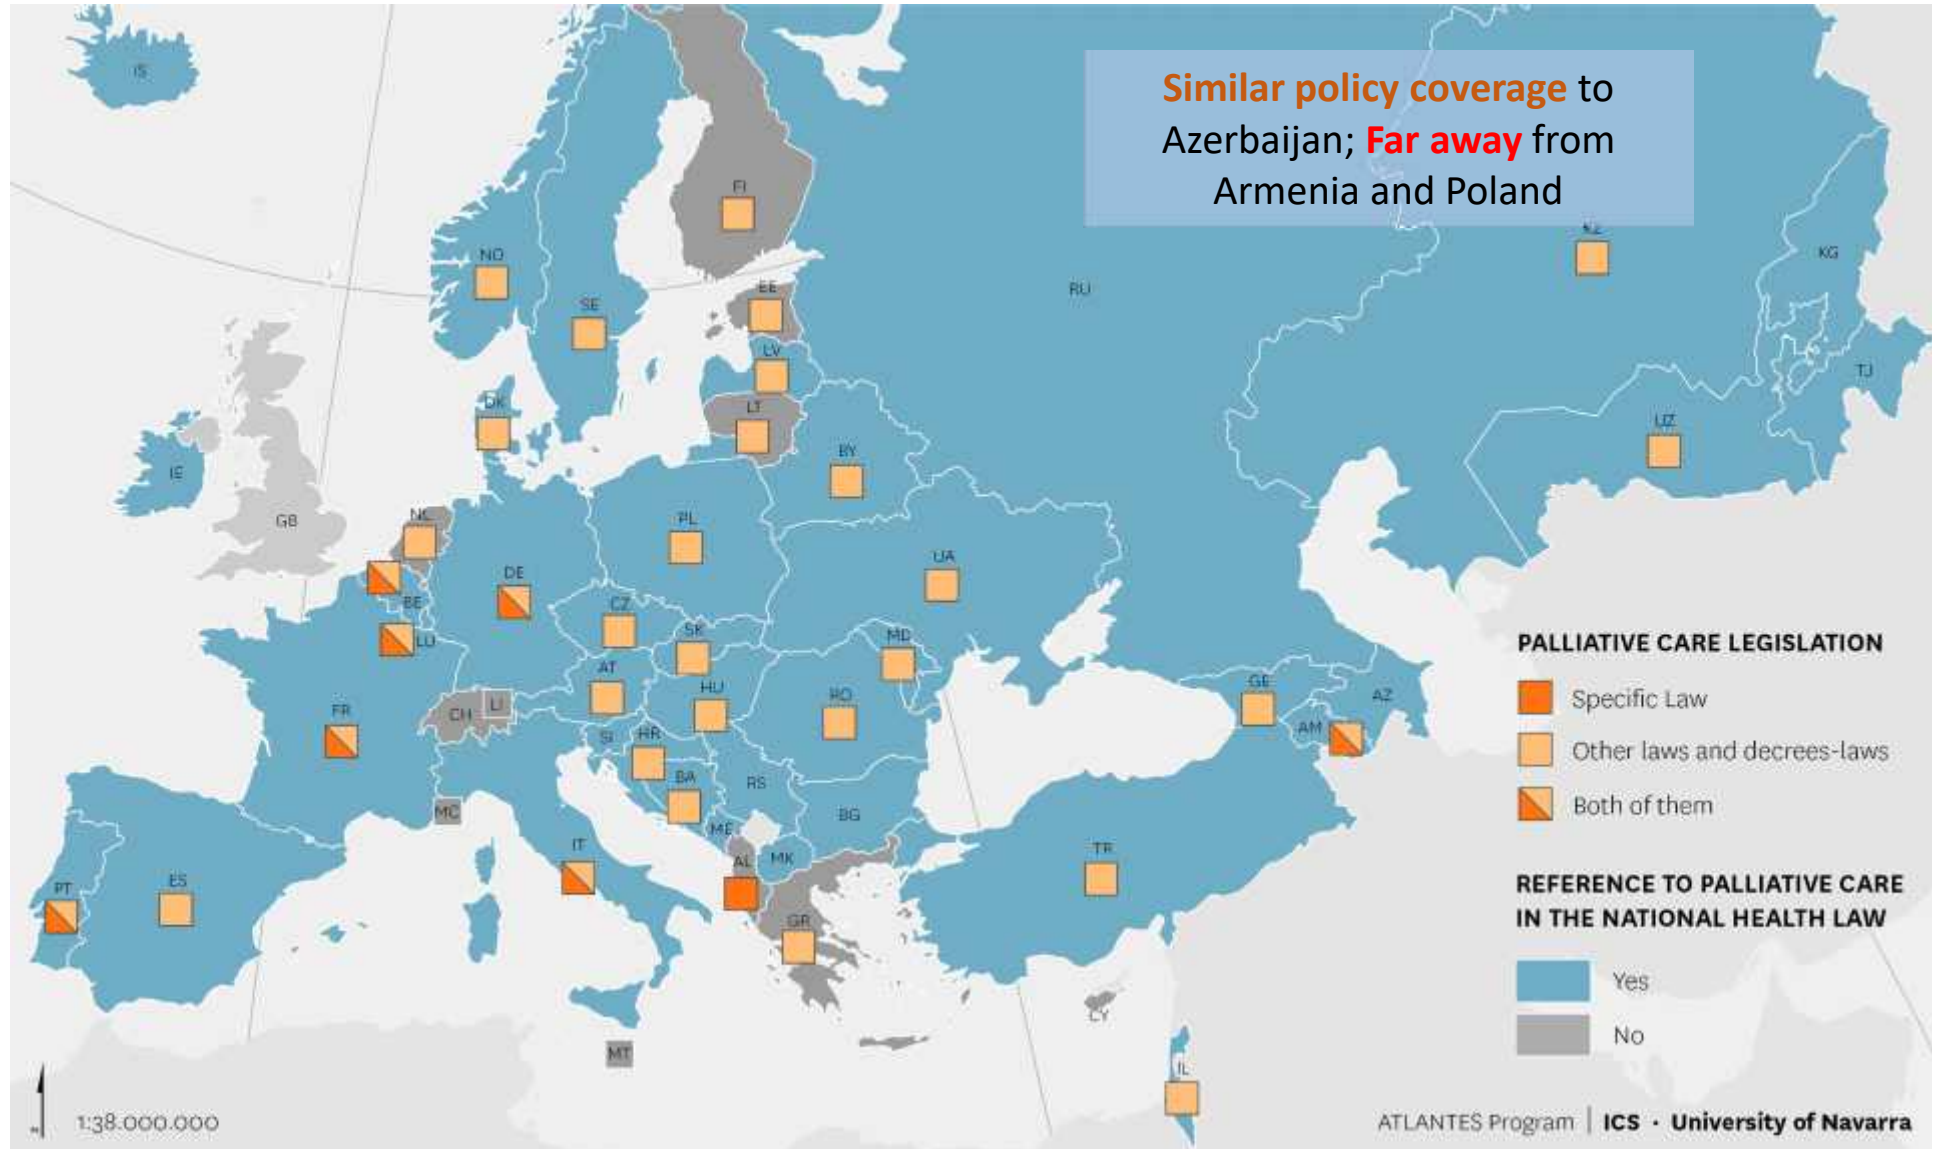 IS
Similar policy coverage to
Azerbaijan; Far away from
Armenia and Poland
FI
NO
KZ
KG
EE
RU
SE
LV
TJ
DK
LT
UZ
BY
IE
GB
NL
PL
UA
DE
BE
CZ
LU
SK
MD
AT
HU
RO
GE
AZ
FR
CH
LI
AM
SI
HR
BA
RS
MC
BG
ME
IT
AL
MK
TR
PT
ES
GR
CY
MT
IL
PALLIATIVE CARE LEGISLATION
Specific Law
Other laws and decrees-laws
Both of them
REFERENCE TO PALLIATIVE CARE
IN THE NATIONAL HEALTH LAW
Yes
No
1:38.000.000
ATLANTES Program | ICS · University of Navarra